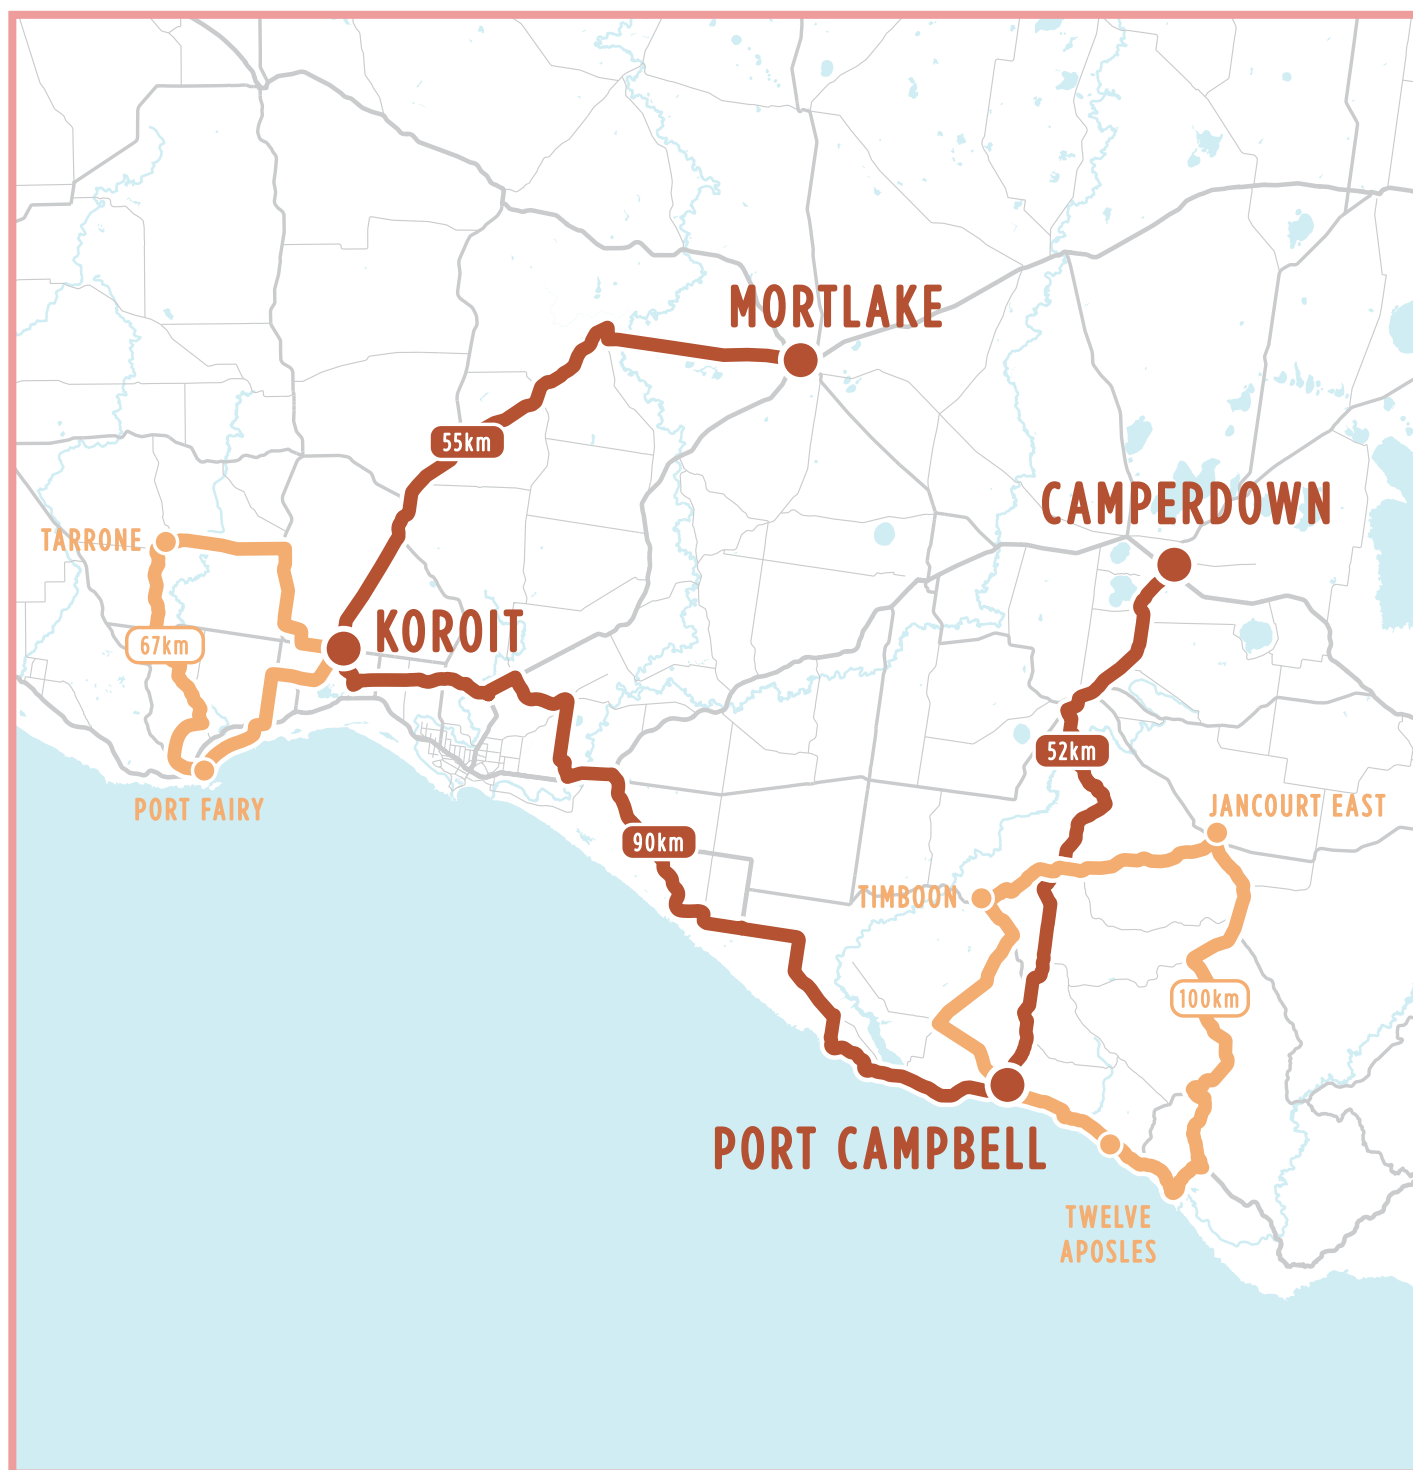 MORTLAKE
55km
CAMPERDOWN
TARRONE
KOROIT
67km
52km
PORT FAIRY
JANCOURT EAST
90km
TIMBOON
100km
PORT CAMPBELL
TWELVE
APOSLES